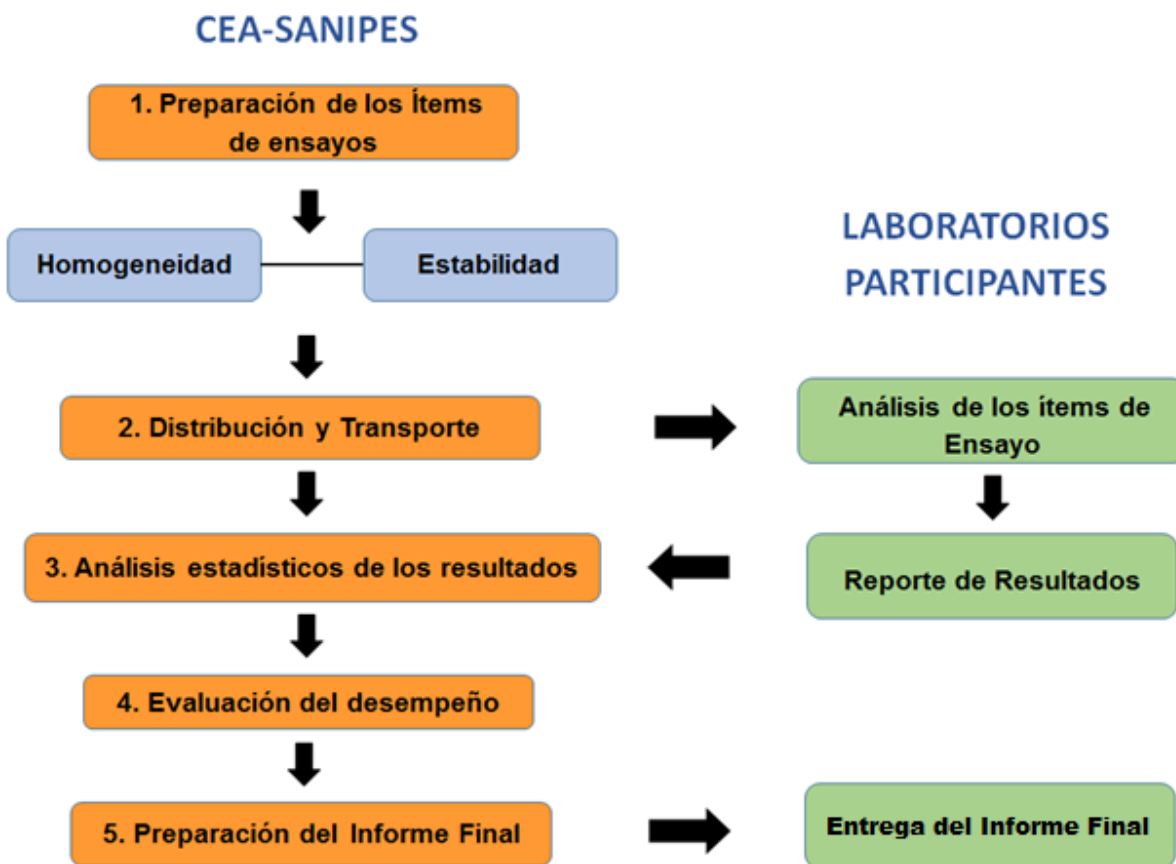 CEA-SANIPES
1. Preparación de los Ítems
de ensayos
Homogeneidad
Estabilidad
2. Distribución y Transporte
3. Análisis estadísticos de los resultados
4. Evaluación del desempeño
5. Preparación del Informe Final
LABORATORIOS
PARTICIPANTES
Análisis de los ítems de
Ensayo
Reporte de Resultados
Entrega del Informe Final